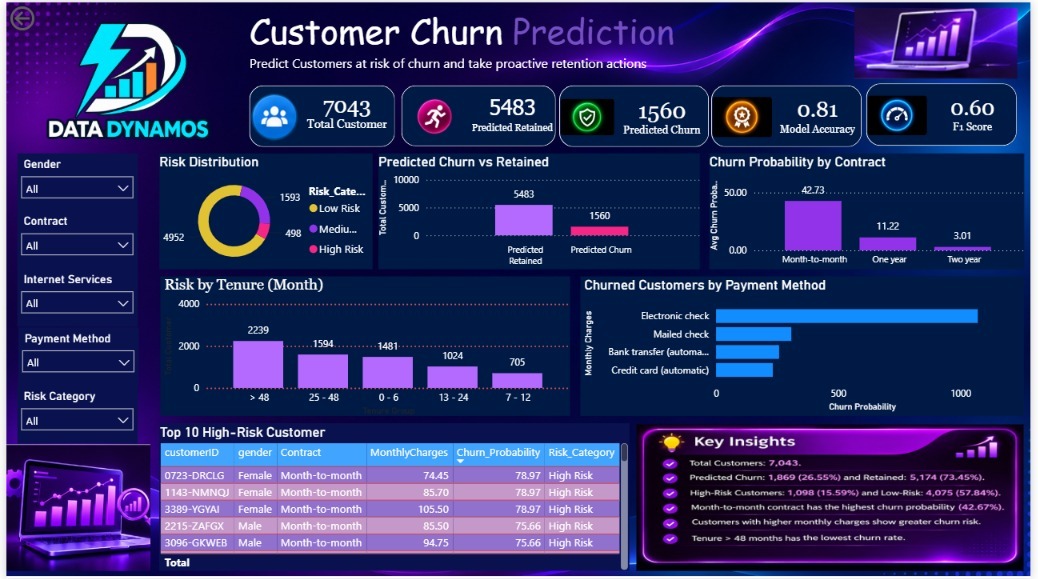 DATA DYNAMOS
Customer Churn Prediction
Predict Customers at risk of churn and take proactive retention actions
7043
Total Customer
5483
Predicted Retained
1560
Predicted Churn
0.81
Model Accuracy
0.60
F1 Score
Gender
All
Contract
All
Internet Services
All
Payment Method
All
Risk Category
All
Risk Distribution
1593
498
4952
Risk_Cate...
Low Risk
Mediu...
High Risk
Predicted Churn vs Retained
Total Custom...
10000
5000
0
5483
1560
Predicted Retained
Predicted Churn
Churn Probability by Contract
Avg Churn Proba...
50.00
0.00
42.73
11.22
3.01
Month-to-month
One year
Two year
Risk by Tenure (Month)
4000
2000
0
2239
1594
1481
1024
705
> 48
25 - 48
0 - 6
13 - 24
7 - 12
Churned Customers by Payment Method
Monthly Charges
Electronic check
Mailed check
Bank transfer (automa...
Credit card (automatic)
0
500
1000
Churn Probability
Top 10 High-Risk Customer
customerID gender Contract MonthlyCharges Churn_Probability Risk_Category
0723-DRCLG Female Month-to-month 74.45 78.97 High Risk
1143-NMNQJ Female Month-to-month 85.70 78.97 High Risk
3389-YGYAI Female Month-to-month 105.50 78.97 High Risk
2215-ZAFGX Male Month-to-month 85.50 75.66 High Risk
3096-GKWEB Male Month-to-month 94.75 75.66 High Risk
Total
Key Insights
Total Customers: 7,043.
Predicted Churn: 1,869 (26.55%) and Retained: 5,174 (73.45%).
High-Risk Customers: 1,098 (15.59%) and Low-Risk: 4,075 (57.84%).
Month-to-month contract has the highest churn probability (42.67%).
Customers with higher monthly charges show greater churn risk.
Tenure > 48 months has the lowest churn rate.